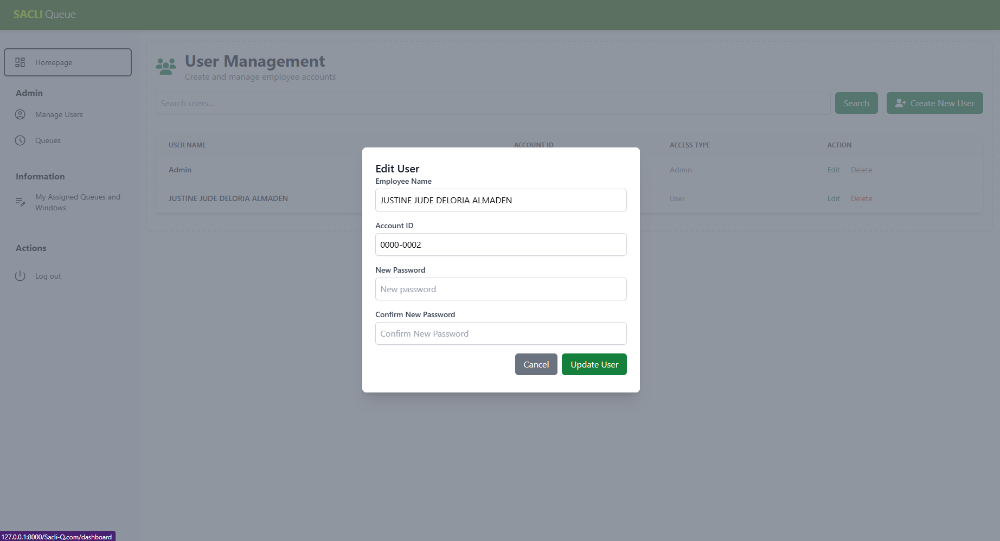 SACLI Queue
Homepage
Admin
Manage Users
Queues
Information
My Assigned Queues and
Windows
Actions
Log out
User Management
Create and manage employee accounts
Search users...
Search
Create New User
USER NAME ACCOUNT ID ACCESS TYPE ACTION
Admin Admin Edit Delete
JUSTINE JUDE DELORIA ALMADEN User Edit Delete
Edit User
Employee Name
JUSTINE JUDE DELORIA ALMADEN
Account ID
0000-0002
New Password
New password
Confirm New Password
Confirm New Password
Cancel Update User
127.0.0.1:8000/Sacli-Q.com/dashboard